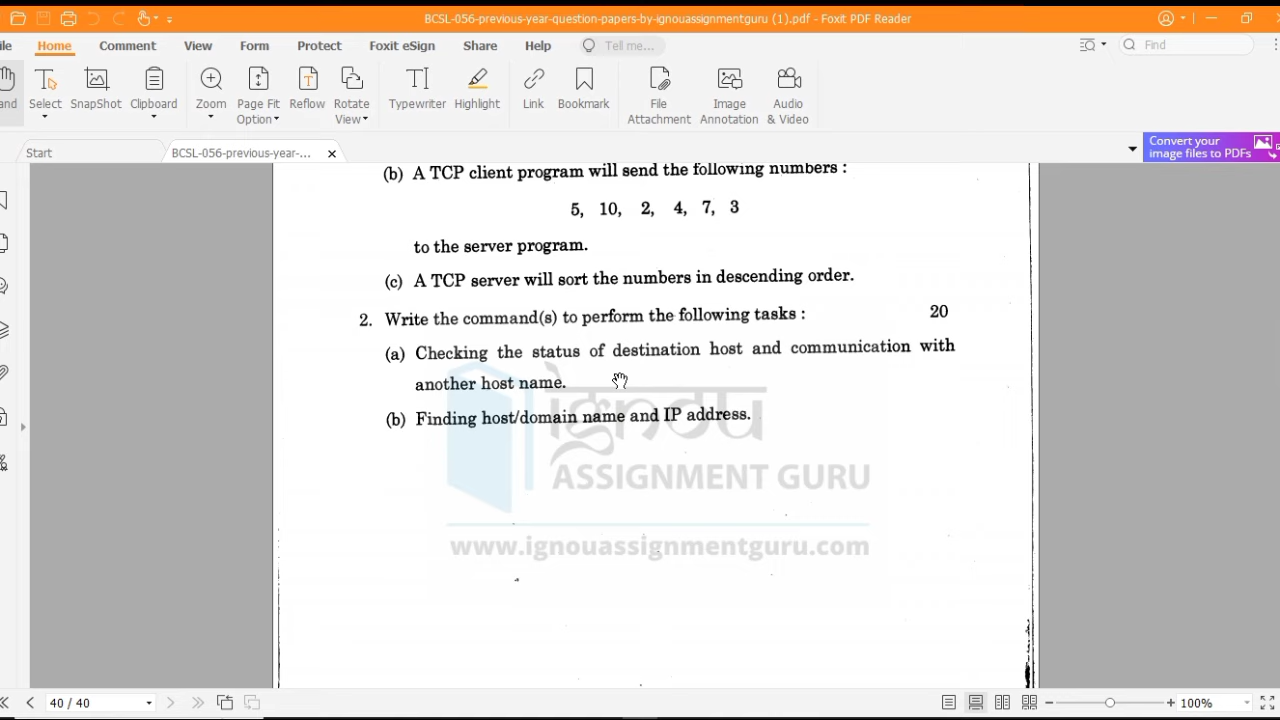 BCSL-056-previous-year-question-papers-by-ignouassignmentguru (1).pdf - Foxit PDF Reader
ile Home Comment View Form Protect Foxit eSign Share Help Tell me... Find
and Select SnapShot Clipboard Zoom Page Fit Option Reflow Rotate View Typewriter Highlight Link Bookmark File Attachment Image Annotation Audio & Video
Start BCSL-056-previous-year-...
Convert your
image files to PDFs
(b) A TCP client program will send the following numbers :
5, 10, 2, 4, 7, 3
to the server program.
(c) A TCP server will sort the numbers in descending order.
2. Write the command(s) to perform the following tasks : 20
(a) Checking the status of destination host and communication with
another host name.
(b) Finding host/domain name and IP address.
इgnou
ASSIGNMENT GURU
www.ignouassignmentguru.com
40 / 40
100%